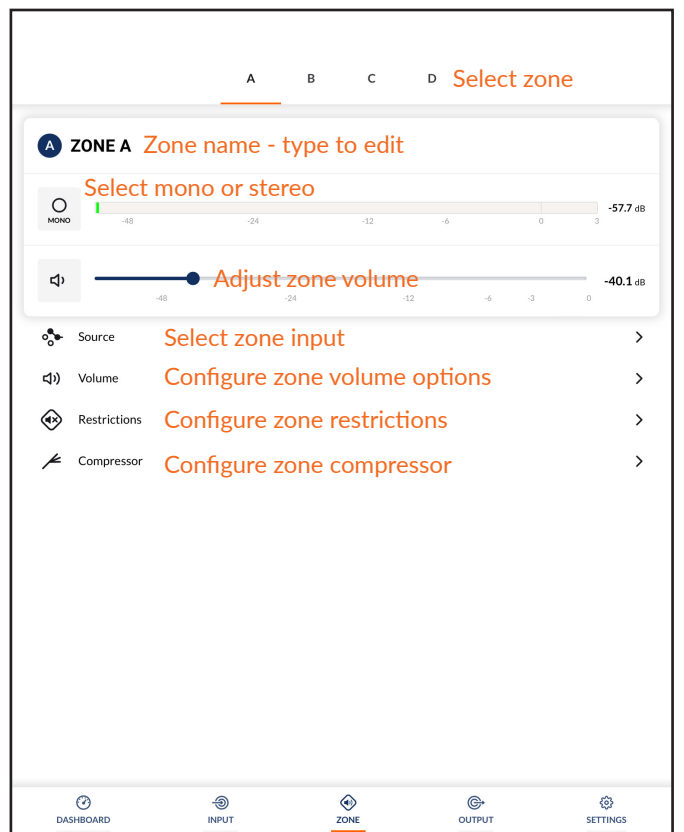 A B C D Select zone
A ZONE A Zone name - type to edit
Select mono or stereo
MONO -57.7 dB
-48 -24 -12 -6 0 3
Adjust zone volume -40.1 dB
-48 -24 -12 -6 -3 0
Source Select zone input
Volume Configure zone volume options
Restrictions Configure zone restrictions
Compressor Configure zone compressor
DASHBOARD INPUT ZONE OUTPUT SETTINGS